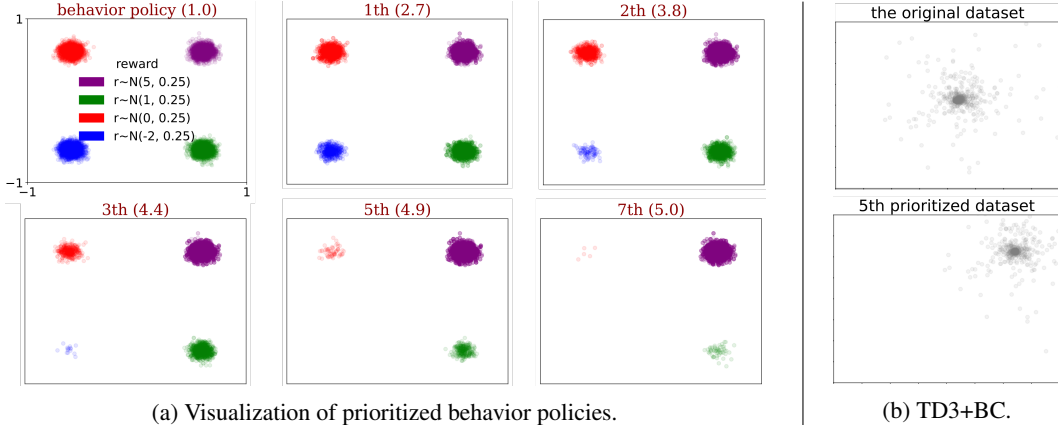 behavior policy (1.0)
1th (2.7)
2th (3.8)
the original dataset
1
reward
r~N(5, 0.25)
r~N(1, 0.25)
r~N(0, 0.25)
r~N(-2, 0.25)
−1
−1
1
3th (4.4)
5th (4.9)
7th (5.0)
5th prioritized dataset
(a) Visualization of prioritized behavior policies.
(b) TD3+BC.